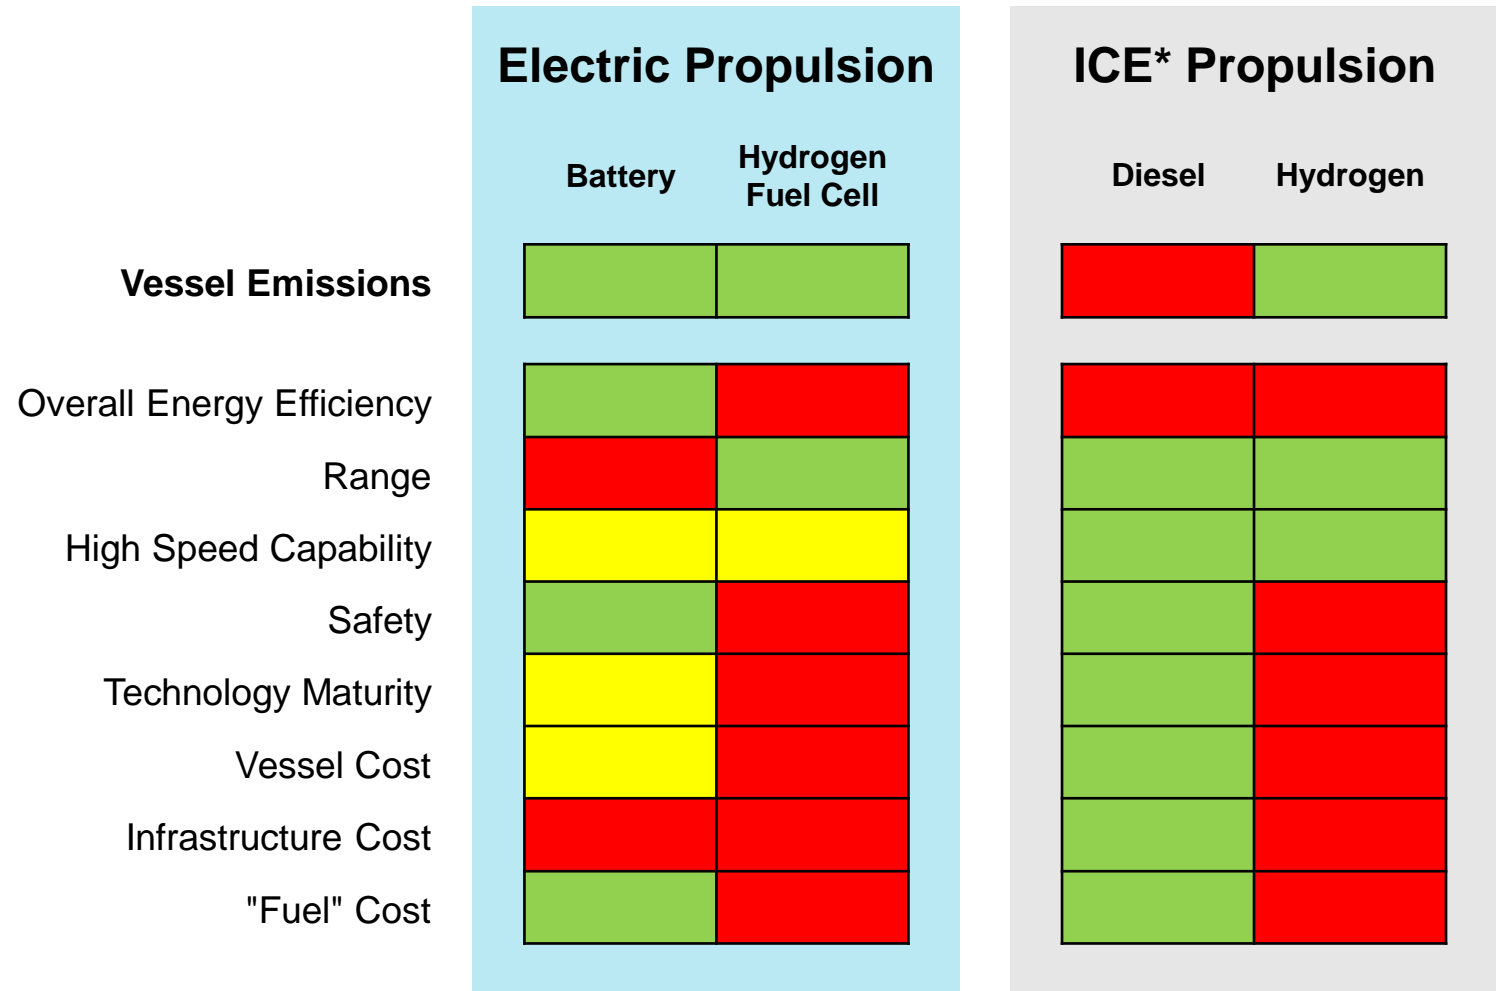 Electric Propulsion
ICE* Propulsion
Battery
Hydrogen
Fuel Cell
Diesel
Hydrogen
Vessel Emissions
Overall Energy Efficiency
Range
High Speed Capability
Safety
Technology Maturity
Vessel Cost
Infrastructure Cost
"Fuel" Cost